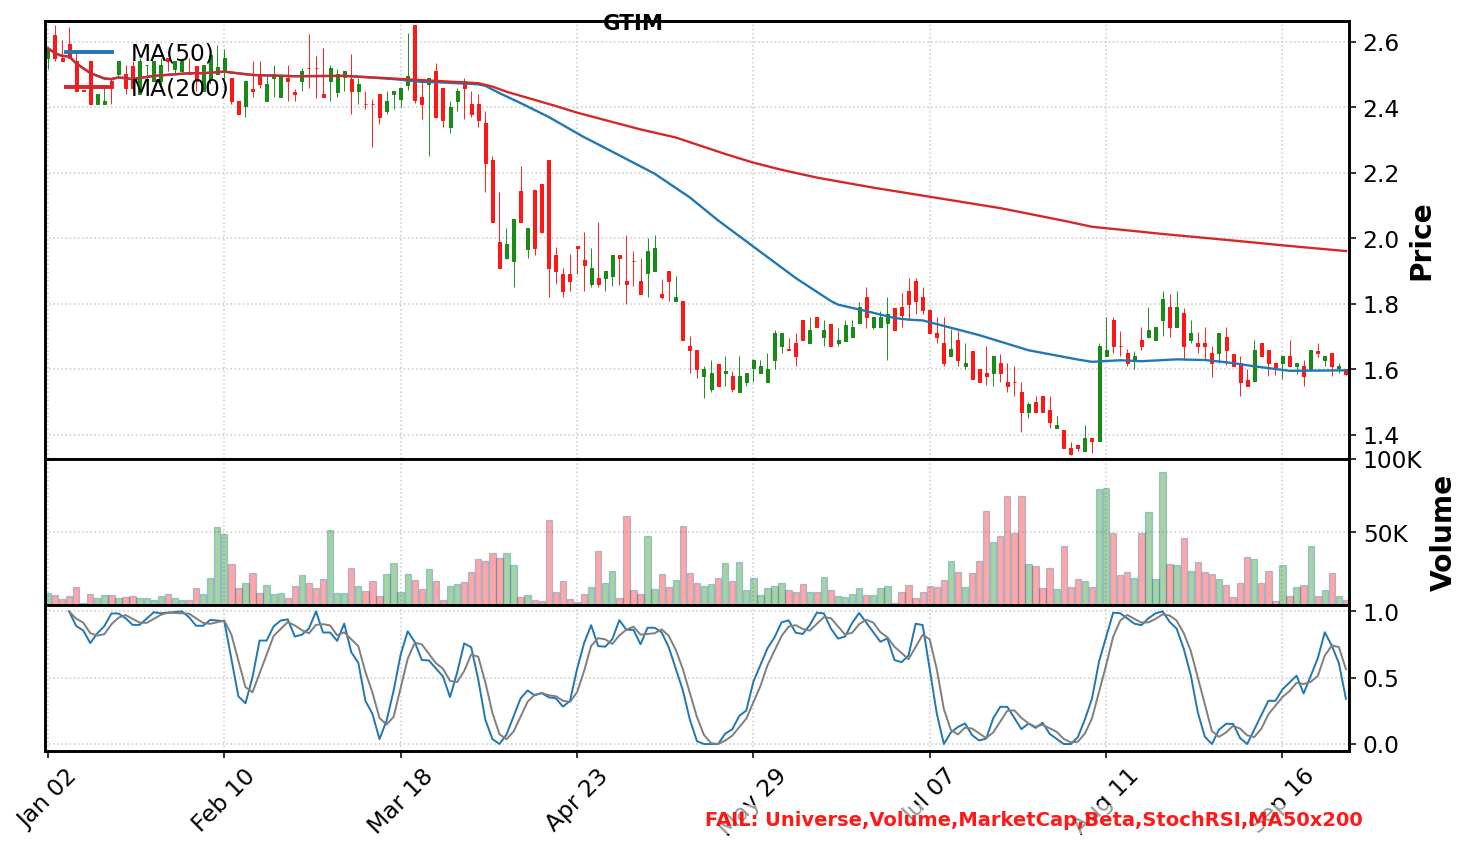 GTIM
MA(50)
MA(200)
2.6
2.4
2.2
2.0
1.8
1.6
1.4
Price
100K
50K
Volume
1.0
0.5
0.0
Jan 02
Feb 10
Mar 18
Apr 23
May 29
Jul 07
Aug 11
Sep 16
FAIL: Universe,Volume,MarketCap,Beta,StochRSI,MA50x200